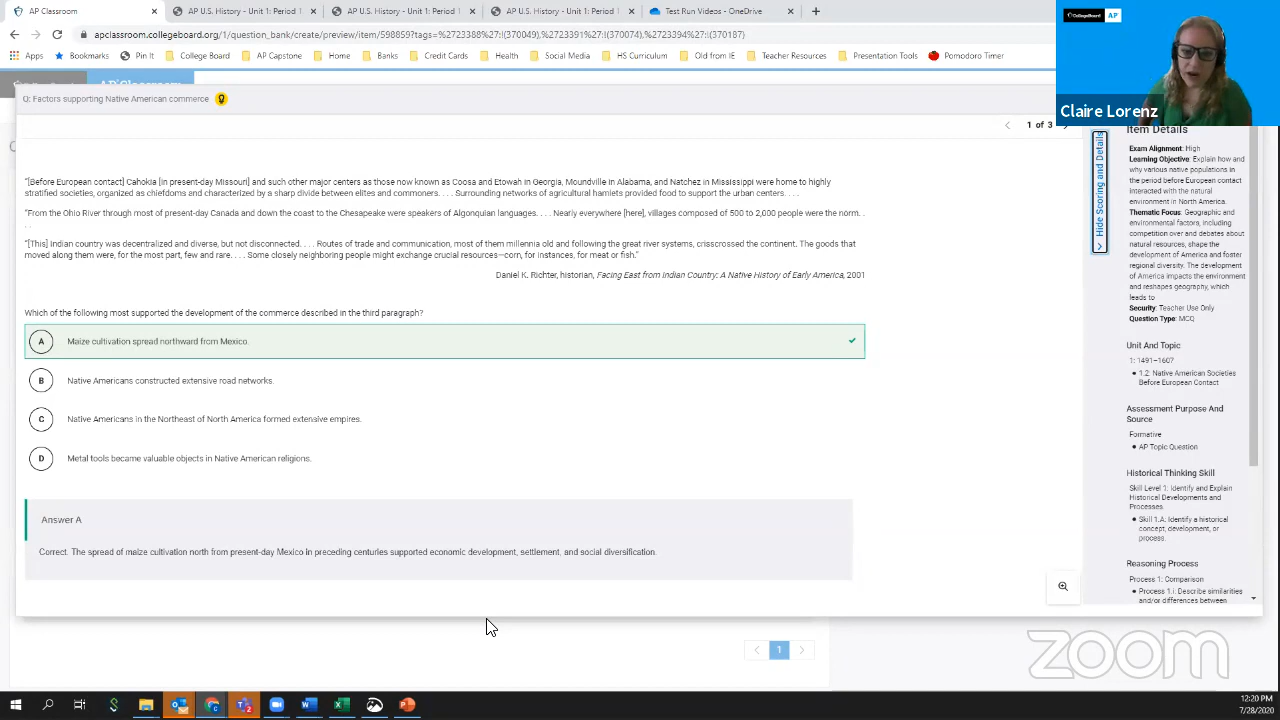 AP Classroom
AP USH - MCQ - Unit 1: Period 1
AP USH - MCQ - Unit 1: Period 1
AP USH - MCQ - Unit 1: Period 1
Test Run Videos - OneDrive
CollegeBoard AP
apclassroom.collegeboard.org/1/question_bank/create/preview/items?tags=%23388%27:!(370049),%23391%27:!(370074),%23394%27:!(370187)
Apps
Bookmarks
Pin It
College Board
AP Capstone
Home
Banks
Credit Cards
Health
Social Media
HS Curriculum
Old from IE
Teacher Resources
Presentation Tools
Pomodoro Timer
AP Classroom
Claire Lorenz
Q: Factors supporting Native American commerce
1 of 3
"[Before European contact] Cahokia [in present-day Missouri] and such other major centers as those now known as Coosa and Etowah in Georgia, Moundville in Alabama, and Natchez in Mississippi were home to highly
stratified societies, organized as chiefdoms and characterized by a sharp divide between elites and commoners. . . . Surrounding networks of agricultural hamlets provided food to support the urban centers. . . .
"From the Ohio River through most of present-day Canada and down the coast to the Chesapeake were speakers of Algonquian languages. . . . Nearly everywhere [here], villages composed of 500 to 2,000 people were the norm. .
. .
"[This] Indian country was decentralized and diverse, but not disconnected. . . . Routes of trade and communication, most of them millennia old and following the great river systems, crisscrossed the continent. The goods that
moved along them were, for the most part, few and rare. . . . Some closely neighboring people might exchange crucial resources—corn, for instances, for meat or fish."
Daniel K. Richter, historian, Facing East from Indian Country: A Native History of Early America, 2001
Which of the following most supported the development of the commerce described in the third paragraph?
A Maize cultivation spread northward from Mexico.
B Native Americans constructed extensive road networks.
C Native Americans in the Northeast of North America formed extensive empires.
D Metal tools became valuable objects in Native American religions.
Answer A
Correct. The spread of maize cultivation north from present-day Mexico in preceding centuries supported economic development, settlement, and social diversification.
Hide Scoring and Details
Item Details
Exam Alignment: High
Learning Objective: Explain how and
why various native populations in
the period before European contact
interacted with the natural
environment in North America.
Thematic Focus: Geographic and
environmental factors, including
competition over and debates about
natural resources, shape the
development of America and foster
regional diversity. The development
of America impacts the environment
and reshapes geography, which
leads to
Security: Teacher Use Only
Question Type: MCQ
Unit And Topic
1: 1491–1607
1.2: Native American Societies
Before European Contact
Assessment Purpose And
Source
Formative
AP Topic Question
Historical Thinking Skill
Skill Level 1: Identify and Explain
Historical Developments and
Processes.
Skill 1.A: Identify a historical
concept, development, or
process.
Reasoning Process
Process 1: Comparison
Process 1.i: Describe similarities
and/or differences between
1
zoom
12:20 PM
7/28/2020